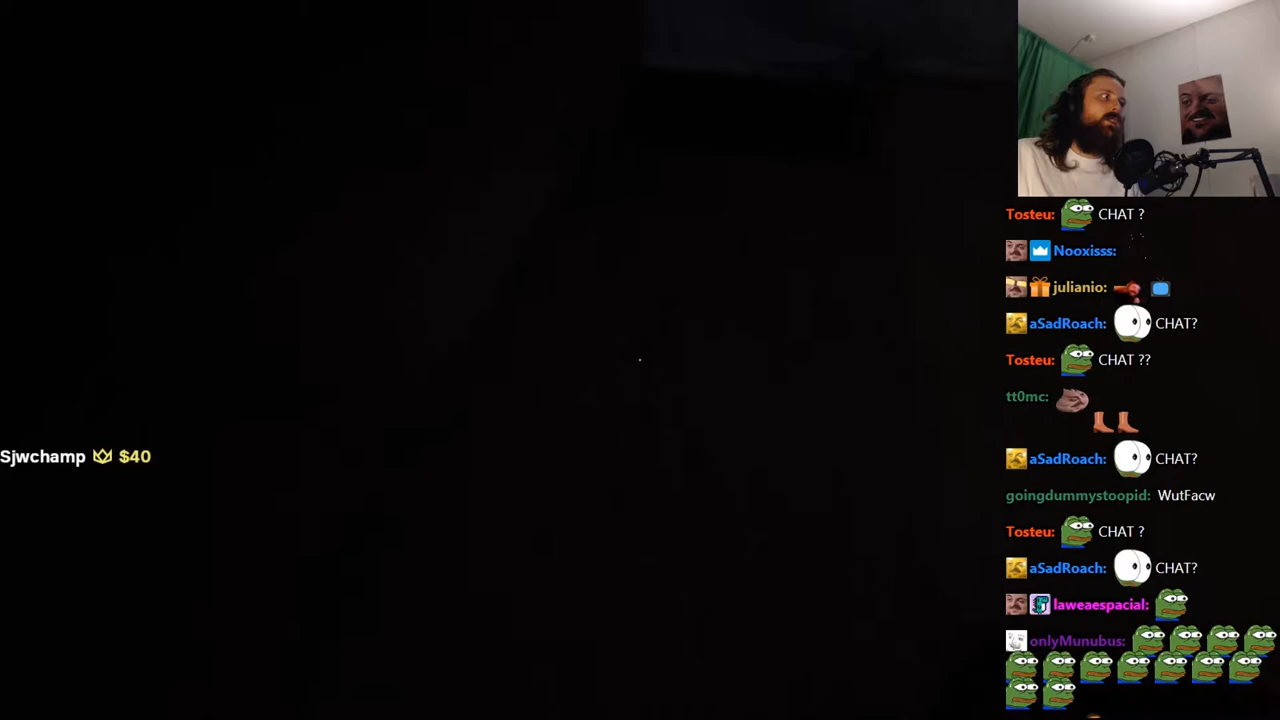 Tosteu: CHAT ?
Nooxisss:
julianio:
aSadRoach: CHAT?
Tosteu: CHAT ??
tt0mc:
Sjwchamp $40
aSadRoach: CHAT?
goingdummystoopid: WutFacw
Tosteu: CHAT ?
aSadRoach: CHAT?
laweaespacial:
onlyMunubus: